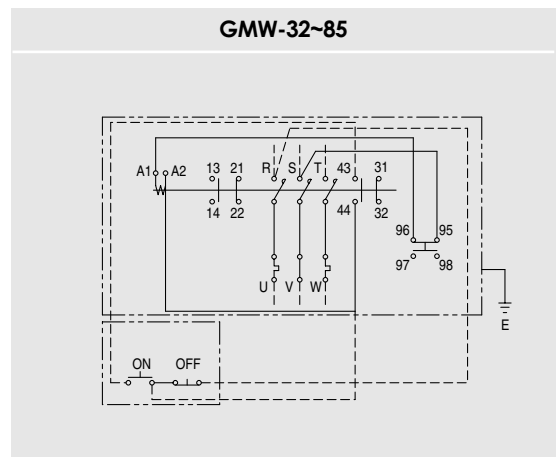 GMW-32~85
A1 A2 13 21 R S T 43 31
14 22 44 32
96 95
97 98
U V W
E
ON OFF